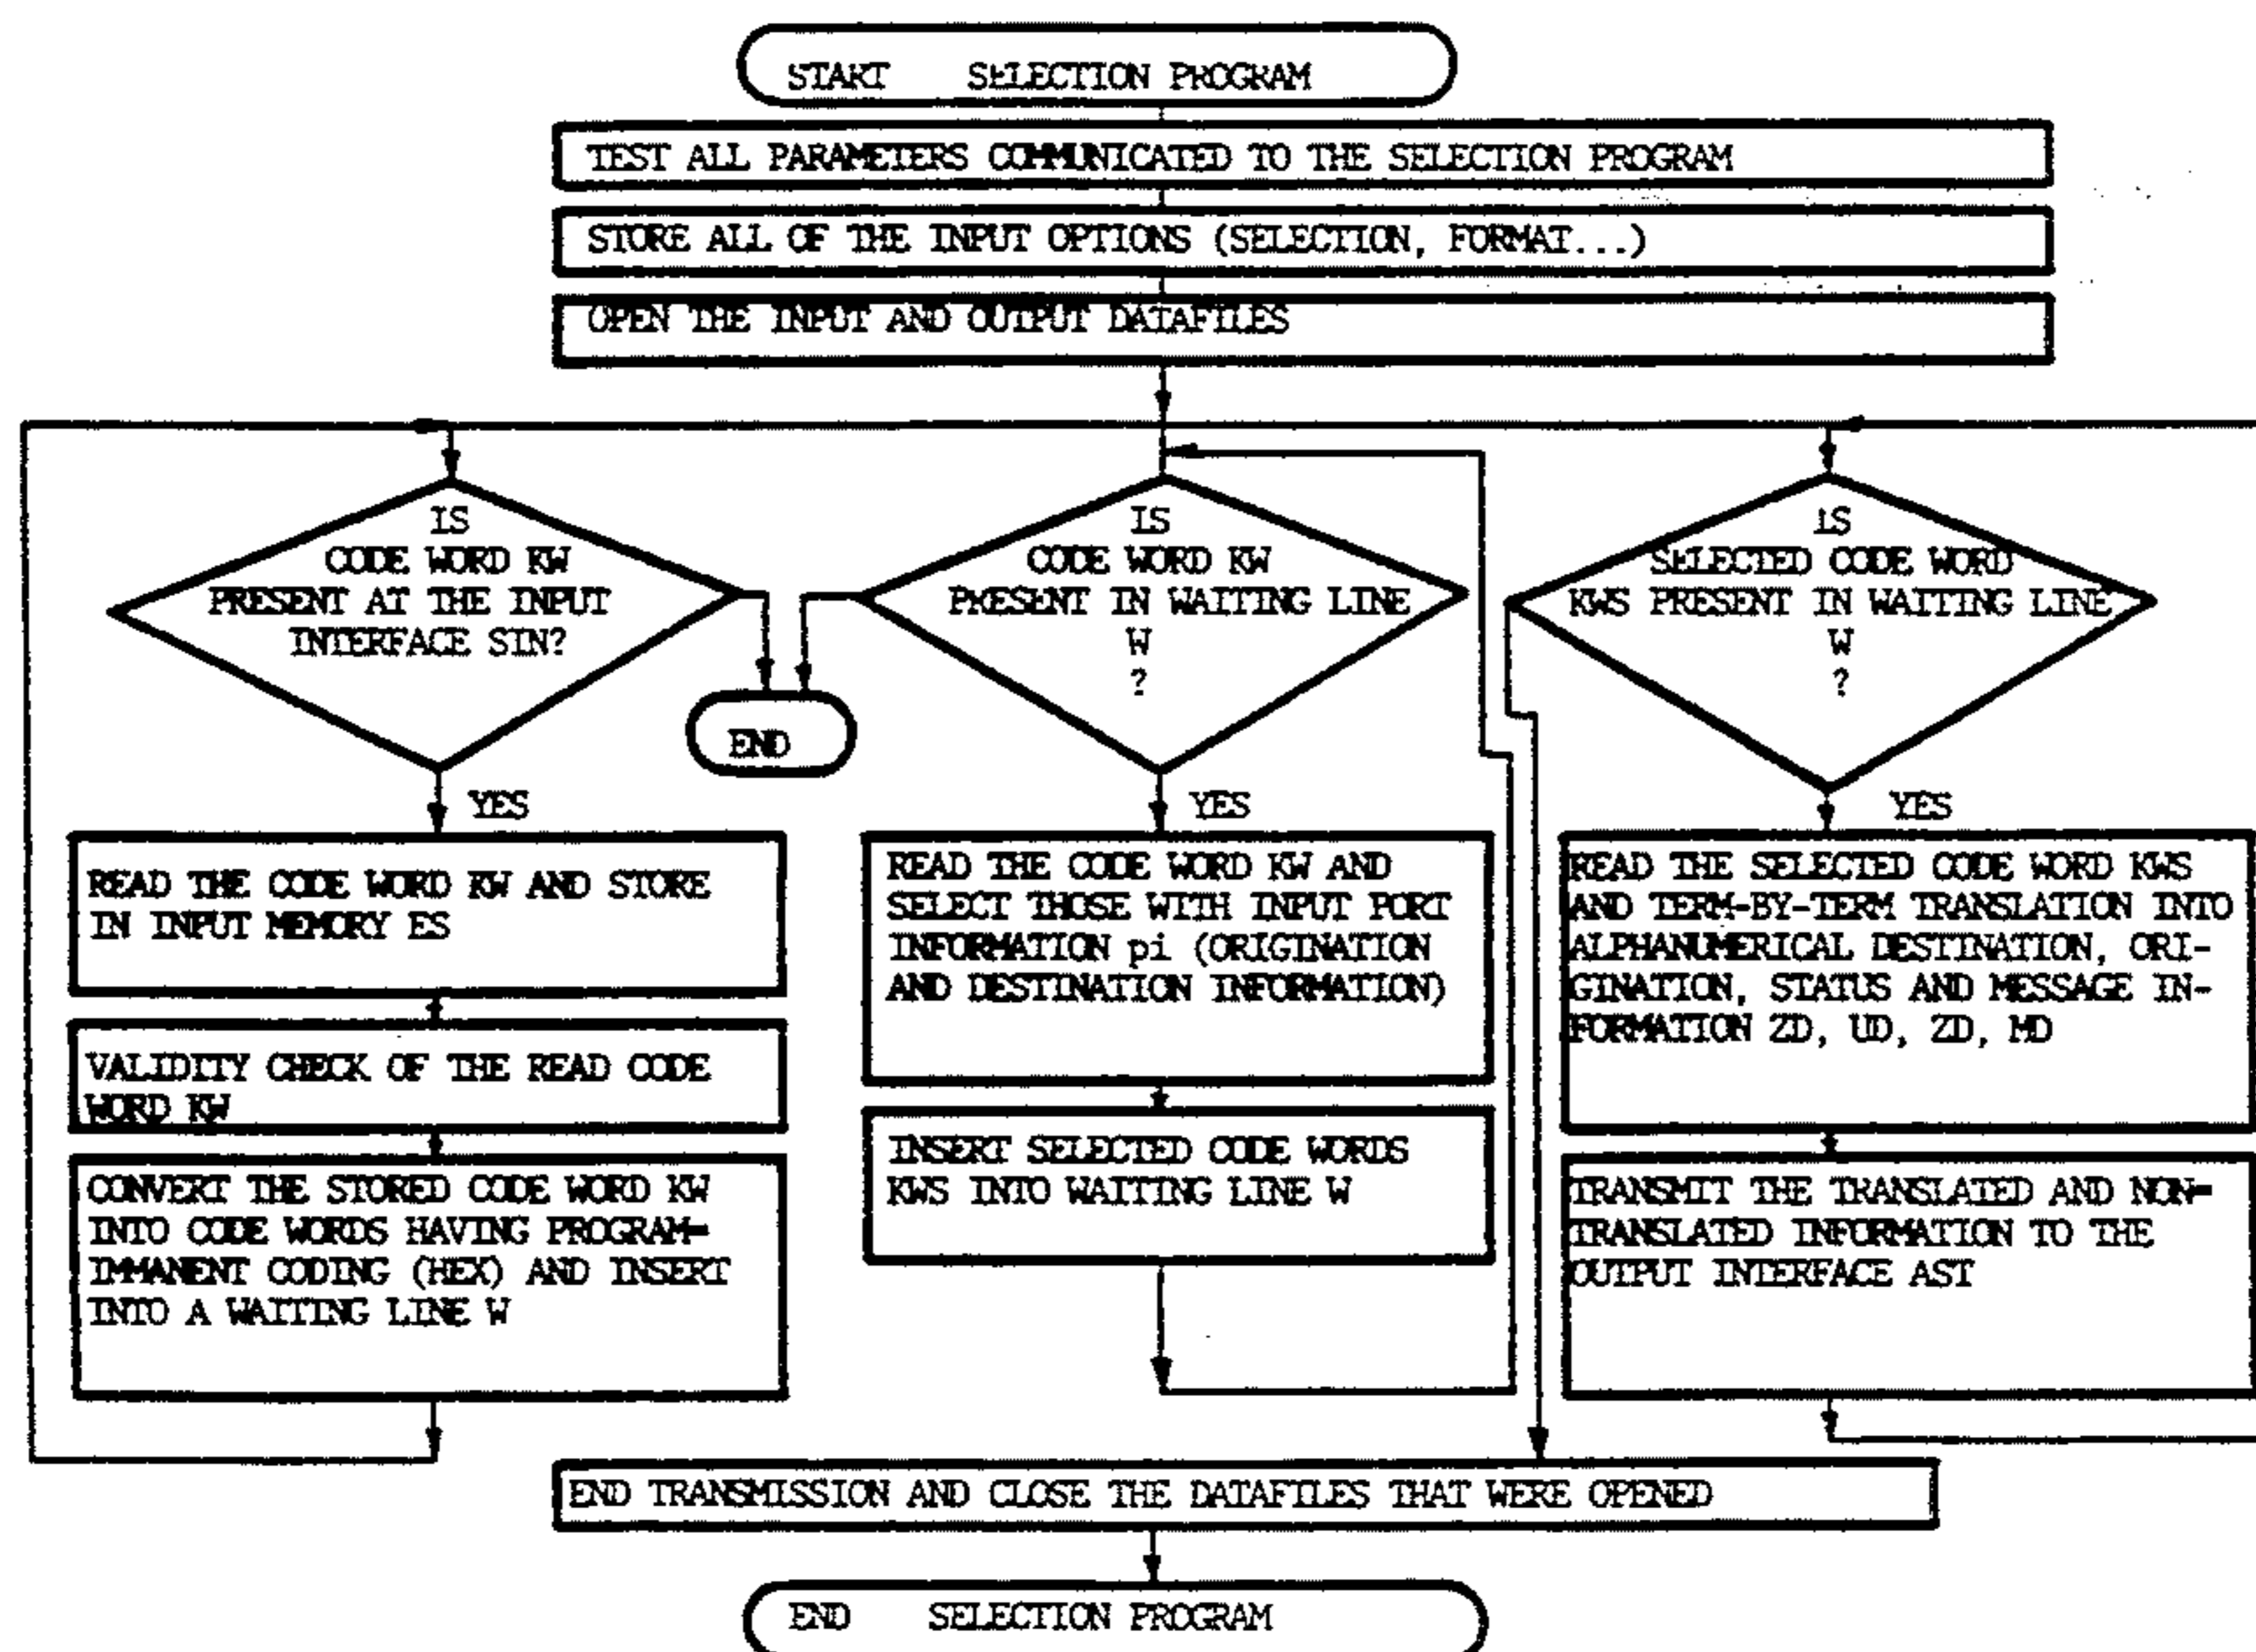 START SELECTION PROGRAM
TEST ALL PARAMETERS COMMUNICATED TO THE SELECTION PROGRAM
STORE ALL OF THE INPUT OPTIONS (SELECTION, FORMAT...)
OPEN THE INPUT AND OUTPUT DATAFILES
IS
CODE WORD KW
PRESENT AT THE INPUT
INTERFACE SIN?
IS
CODE WORD KW
PRESENT IN WAITING LINE
W
?
IS
SELECTED CODE WORD
KWS PRESENT IN WAITING LINE
W
?
END
YES
YES
YES
READ THE CODE WORD KW AND STORE
IN INPUT MEMORY ES
VALIDITY CHECK OF THE READ CODE
WORD KW
CONVERT THE STORED CODE WORD KW
INTO CODE WORDS HAVING PROGRAM-
IMMANENT CODING (HEX) AND INSERT
INTO A WAITING LINE W
READ THE CODE WORD KW AND
SELECT THOSE WITH INPUT PORT
INFORMATION pi (ORIGINATION
AND DESTINATION INFORMATION)
INSERT SELECTED CODE WORDS
KWS INTO WAITING LINE W
READ THE SELECTED CODE WORD KWS
AND TERM-BY-TERM TRANSLATION INTO
ALPHANUMERICAL DESTINATION, ORI-
GINATION, STATUS AND MESSAGE IN-
FORMATION ZD, UD, ZD, MD
TRANSMIT THE TRANSLATED AND NON-
TRANSLATED INFORMATION TO THE
OUTPUT INTERFACE AST
END TRANSMISSION AND CLOSE THE DATAFILES THAT WERE OPENED
END SELECTION PROGRAM